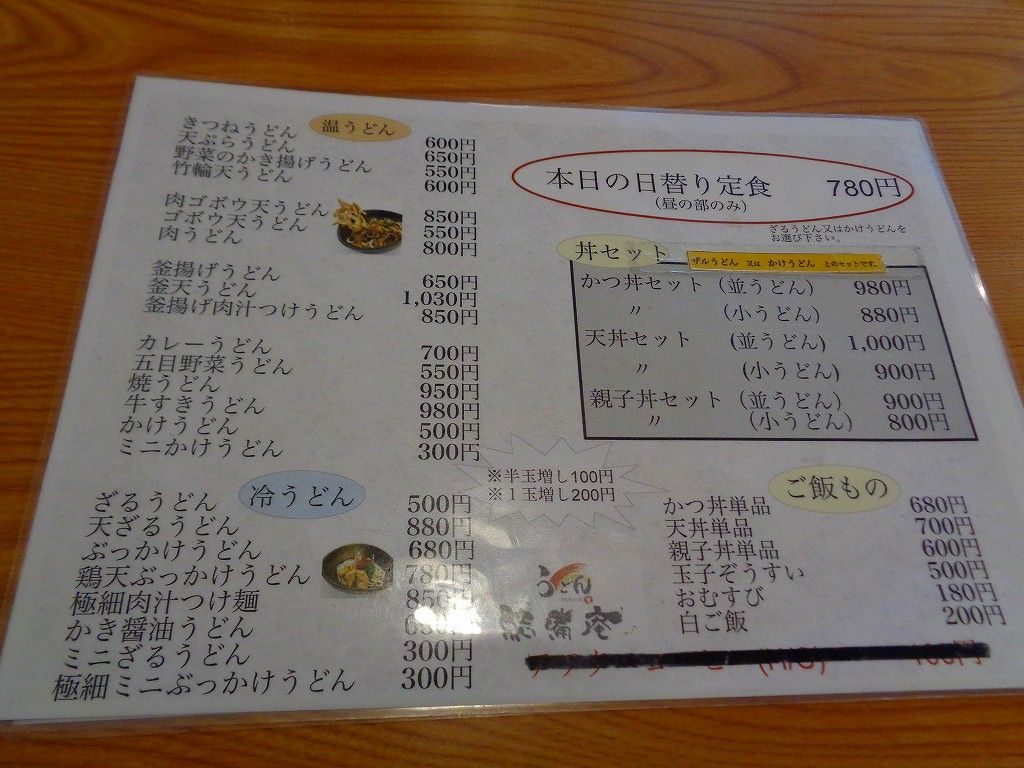 温うどん
きつねうどん 600円
天ぷらうどん 650円
野菜のかき揚げうどん 550円
竹輪天うどん 600円
肉ゴボウ天うどん 850円
ゴボウ天うどん 550円
肉うどん 800円
釜揚げうどん 650円
釜天うどん 1,030円
釜揚げ肉汁つけうどん 850円
カレーうどん 700円
五目野菜うどん 550円
焼うどん 950円
牛すきうどん 980円
かけうどん 500円
ミニかけうどん 300円
冷うどん
ざるうどん 500円
天ざるうどん 880円
ぶっかけうどん 680円
鶏天ぶっかけうどん 780円
極細肉汁つけ麺 850円
かき醤油うどん
ミニざるうどん 300円
極細ミニぶっかけうどん 300円
※半玉増し100円
※1玉増し200円
本日の日替り定食 780円
(昼の部のみ)
ざるうどん又はかけうどんを
お選び下さい。
丼セット
ザルうどん 又は かけうどん とのセットです。
かつ丼セット (並うどん) 980円
〃 (小うどん) 880円
天丼セット (並うどん) 1,000円
〃 (小うどん) 900円
親子丼セット (並うどん) 900円
〃 (小うどん) 800円
ご飯もの
かつ丼単品 680円
天丼単品 700円
親子丼単品 600円
玉子ぞうすい 500円
おむすび 180円
白ご飯 200円
うどん